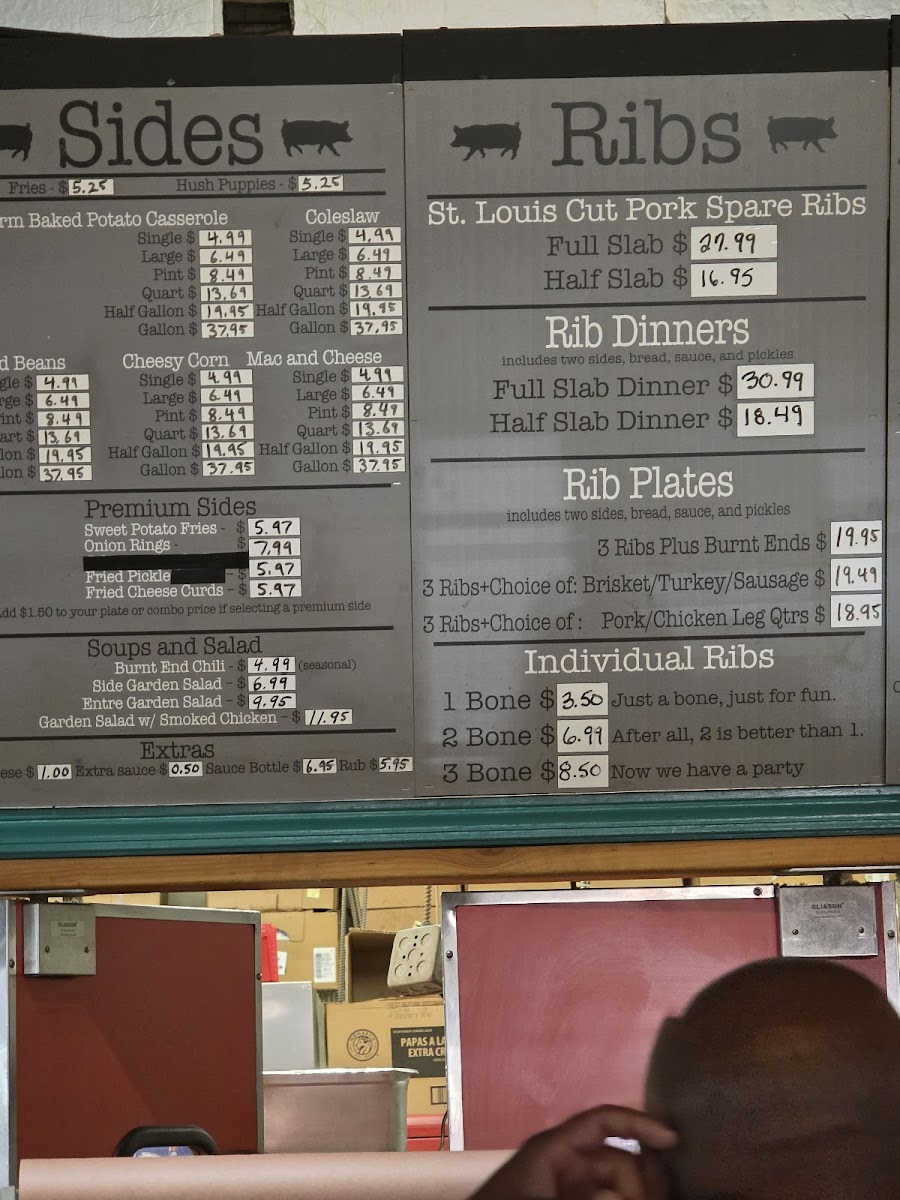 Sides
Fries - $ 5.25 Hush Puppies - $ 5.25
rm Baked Potato Casserole
Single $ 4.99
Large $ 6.49
Pint $ 8.49
Quart $ 13.69
Half Gallon $ 19.95
Gallon $ 37.95
Coleslaw
Single $ 4.99
Large $ 6.49
Pint $ 8.49
Quart $ 13.69
Half Gallon $ 19.95
Gallon $ 37.95
d Beans
gle $ 4.99
rge $ 6.49
int $ 8.49
art $ 13.69
lon $ 19.95
lon $ 37.95
Cheesy Corn
Single $ 4.99
Large $ 6.49
Pint $ 8.49
Quart $ 13.69
Half Gallon $ 19.95
Gallon $ 37.95
Mac and Cheese
Single $ 4.99
Large $ 6.49
Pint $ 8.49
Quart $ 13.69
Half Gallon $ 19.95
Gallon $ 37.95
Premium Sides
Sweet Potato Fries - $ 5.97
Onion Rings - $ 7.99
Fried Pickle - $ 5.97
Fried Cheese Curds - $ 5.97
Add $1.50 to your plate or combo price if selecting a premium side
Soups and Salad
Burnt End Chili - $ 4.99 (seasonal)
Side Garden Salad - $ 6.99
Entre Garden Salad - $ 9.95
Garden Salad w/ Smoked Chicken - $ 11.95
Extras
ese $ 1.00 Extra sauce $ 0.50 Sauce Bottle $ 6.95 Rub $ 5.95
Ribs
St. Louis Cut Pork Spare Ribs
Full Slab $ 27.99
Half Slab $ 16.95
Rib Dinners
includes two sides, bread, sauce, and pickles
Full Slab Dinner $ 30.99
Half Slab Dinner $ 18.49
Rib Plates
includes two sides, bread, sauce, and pickles
3 Ribs Plus Burnt Ends $ 19.95
3 Ribs+Choice of: Brisket/Turkey/Sausage $ 19.49
3 Ribs+Choice of: Pork/Chicken Leg Qtrs $ 18.95
Individual Ribs
1 Bone $ 3.50 Just a bone, just for fun.
2 Bone $ 6.99 After all, 2 is better than 1.
3 Bone $ 8.50 Now we have a party
ELIASON
ELIASON
PAPAS A LA
EXTRA CR